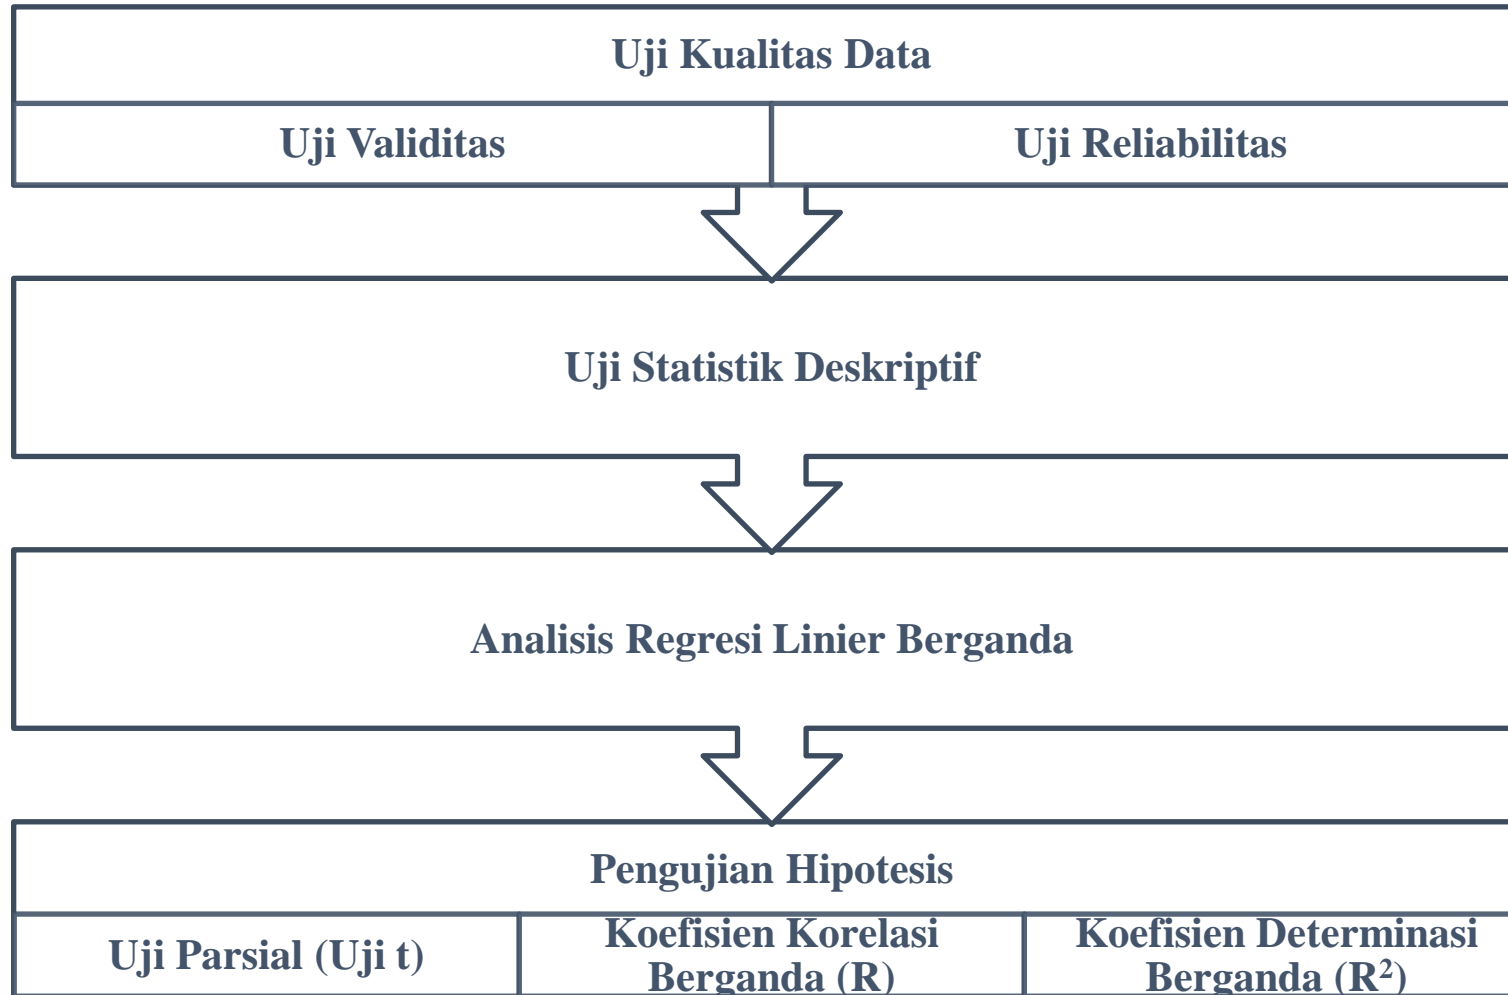 Uji Kualitas Data
Uji Validitas
Uji Reliabilitas
Uji Statistik Deskriptif
Analisis Regresi Linier Berganda
Pengujian Hipotesis
Uji Parsial (Uji t)
Koefisien Korelasi
Berganda (R)
Koefisien Determinasi
Berganda (R²)